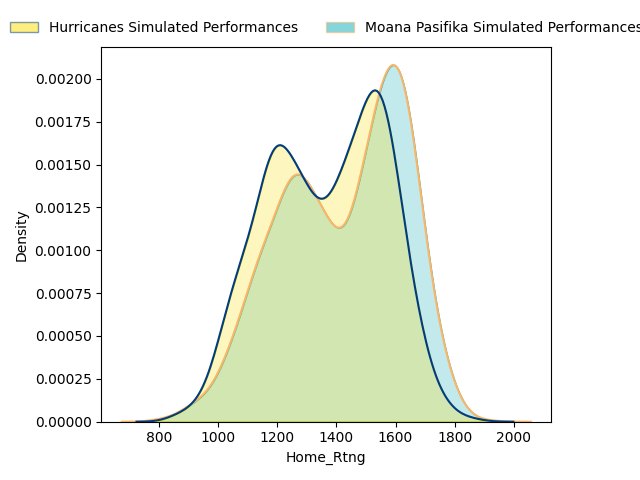 Hurricanes Simulated Performances Moana Pasifika Simulated Performances
0.00200
0.00175
0.00150
0.00125
0.00100
0.00075
0.00050
0.00025
0.00000
Density
800 1000 1200 1400 1600 1800 2000
Home_Rtng